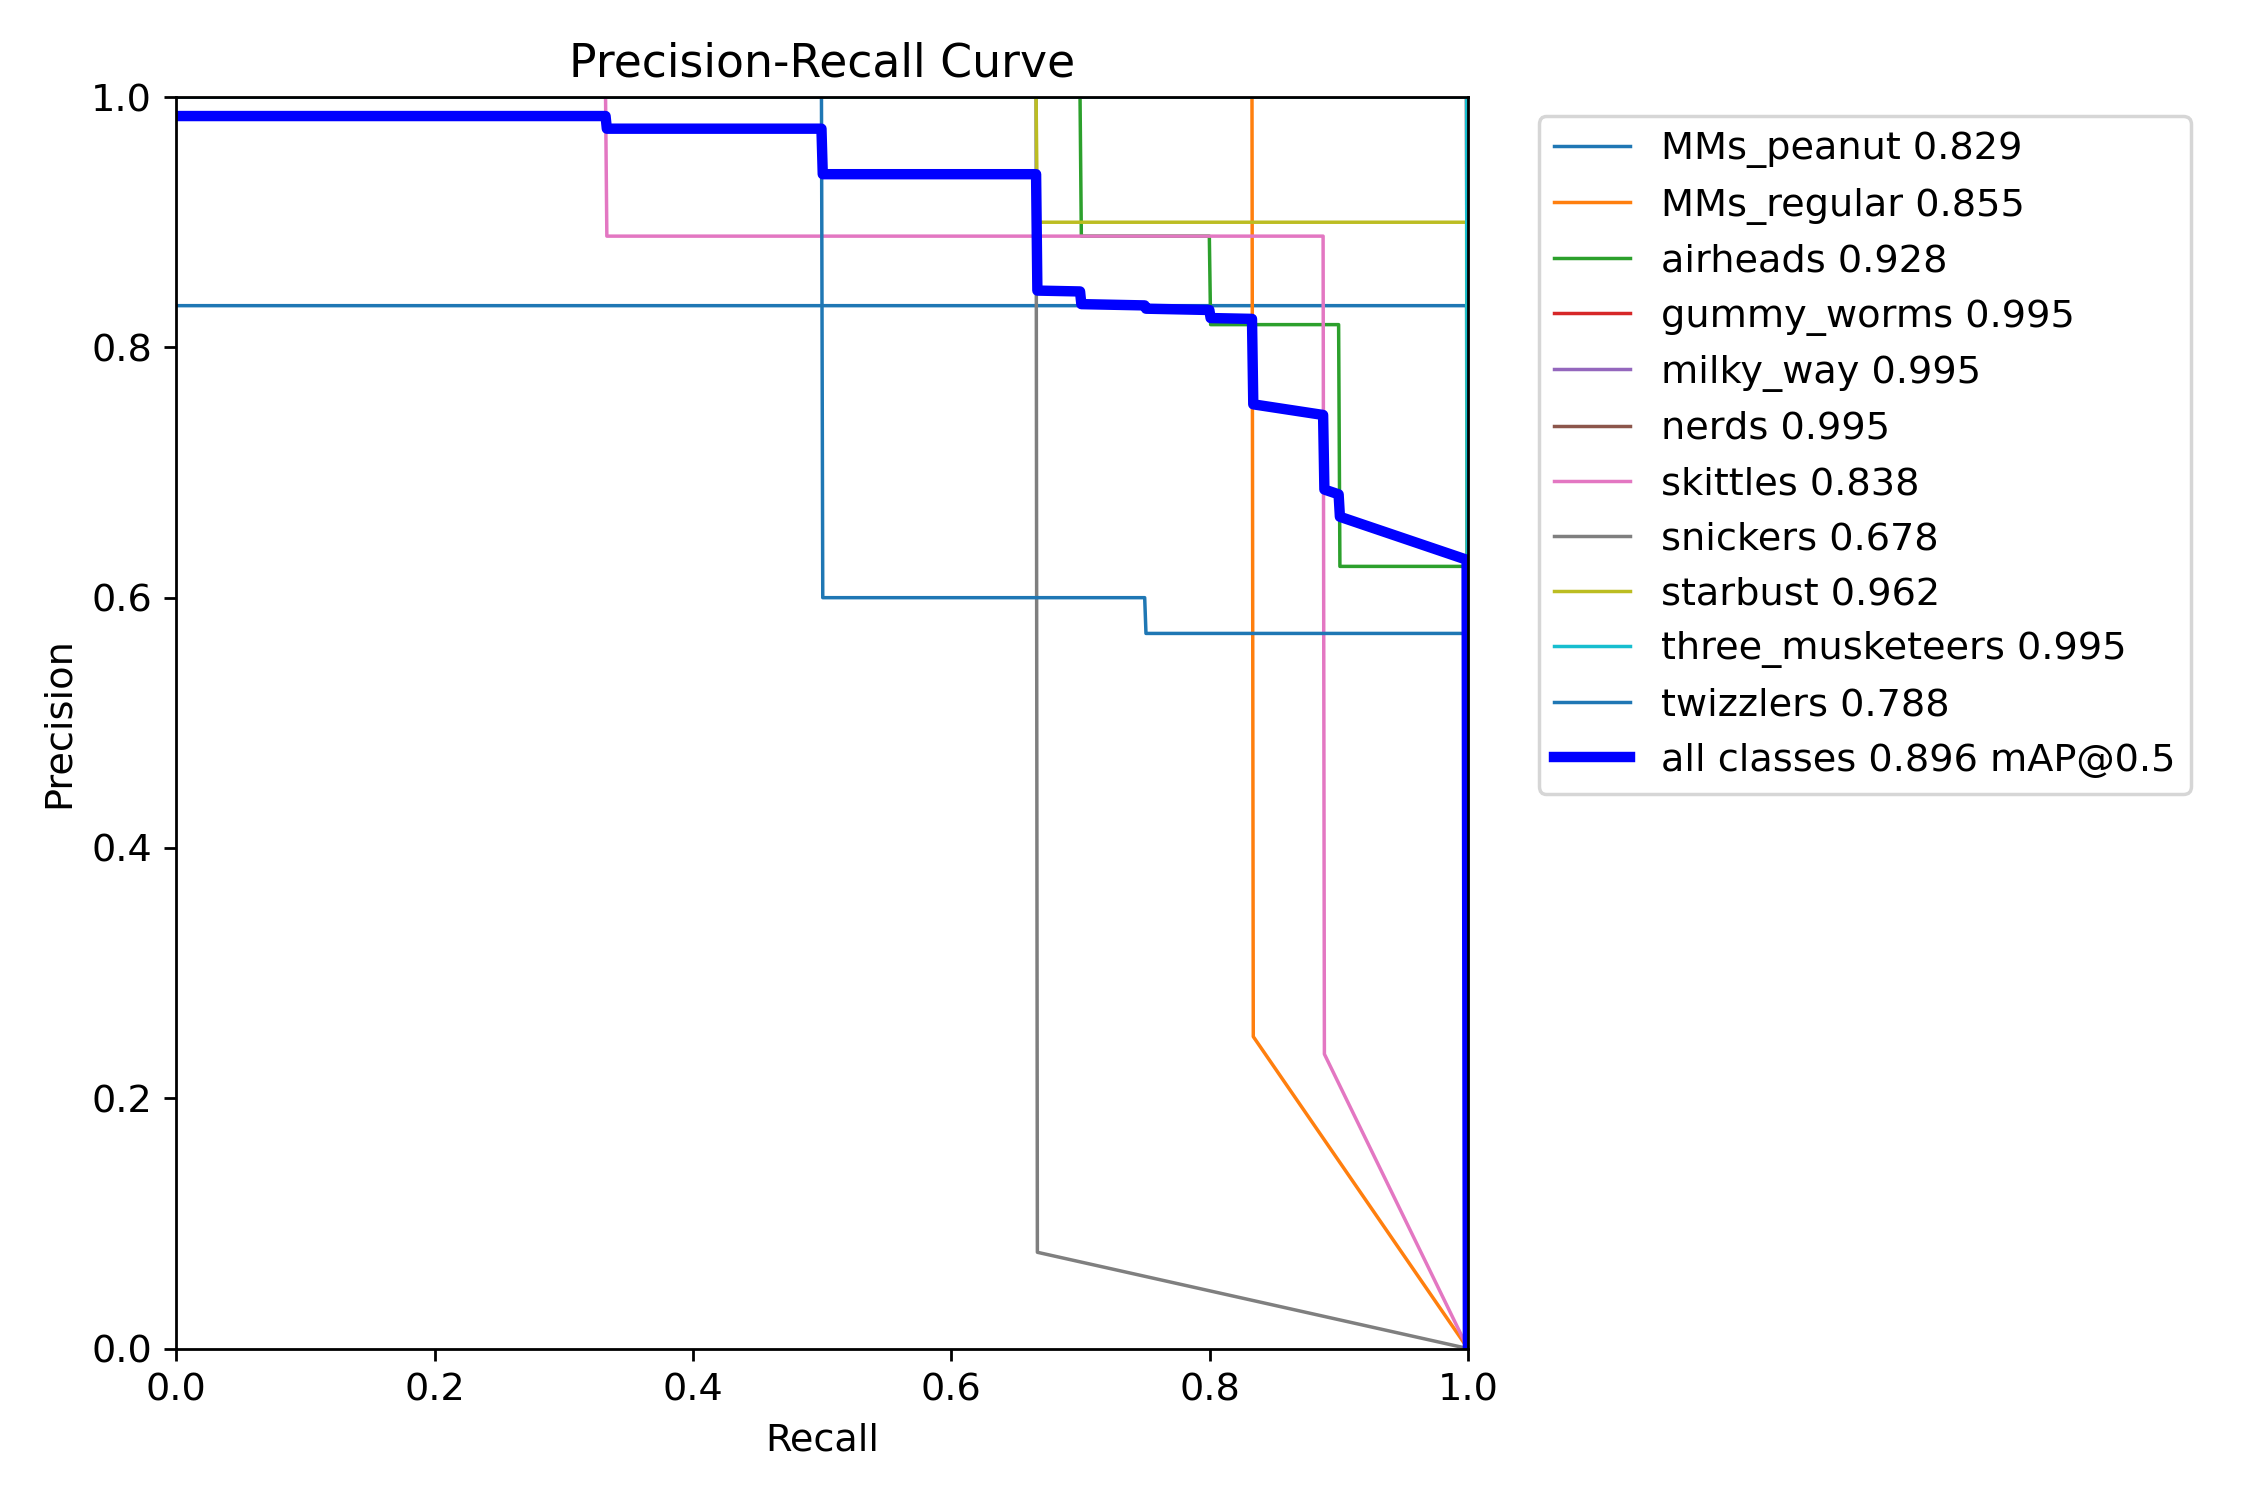 Precision-Recall Curve
1.0
0.8
0.6
0.4
0.2
0.0
Precision
0.0 0.2 0.4 0.6 0.8 1.0
Recall
MMs_peanut 0.829
MMs_regular 0.855
airheads 0.928
gummy_worms 0.995
milky_way 0.995
nerds 0.995
skittles 0.838
snickers 0.678
starbust 0.962
three_musketeers 0.995
twizzlers 0.788
all classes 0.896 mAP@0.5